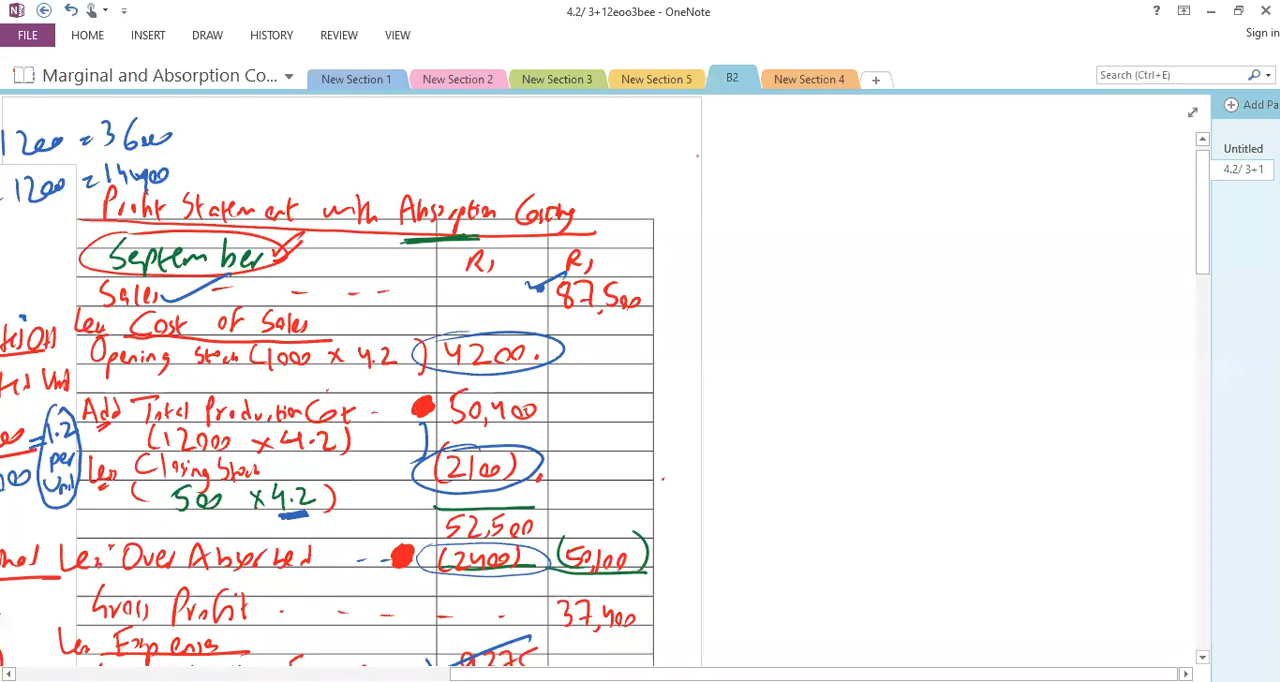 4.2/ 3+12eoo3bee - OneNote
? Sign in
FILE HOME INSERT DRAW HISTORY REVIEW VIEW
Marginal and Absorption Co... New Section 1 New Section 2 New Section 3 New Section 5 B2 New Section 4 + Search (Ctrl+E)
+ Add Pa
Untitled
4.2/ 3+1
1200 = 3600
1200 = 14400
Profit Statement with Absorption Costing
September R, R,
Sales - - - - 87,500
Less Cost of Sales
Opening Stock (1000 x 4.2) 4200.
Add Total Production Cost - 50,400
(12000 x 4.2)
Less Closing Stock (2100)
(500 x 4.2)
52,500
Less Over Absorbed -- (2400) (50,100)
Gross Profit - - - - - 37,400
Less Expenses
=1.2
per
Unit